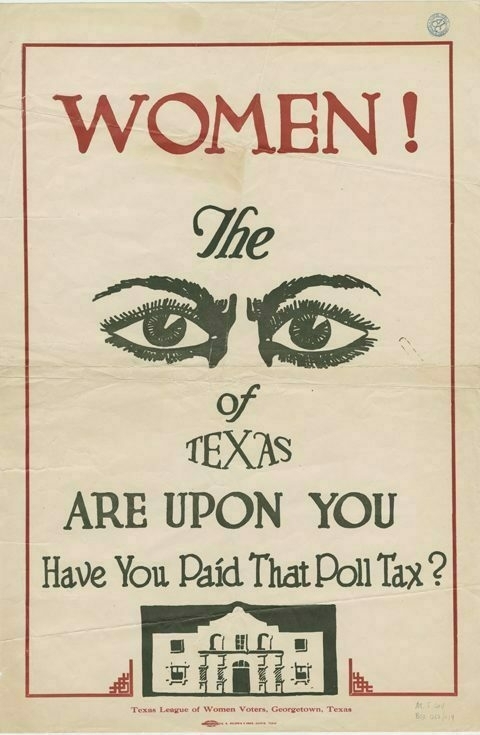 WOMEN!
The
of
TEXAS
ARE UPON YOU
Have You Paid That Poll Tax?
Texas League of Women Voters, Georgetown, Texas